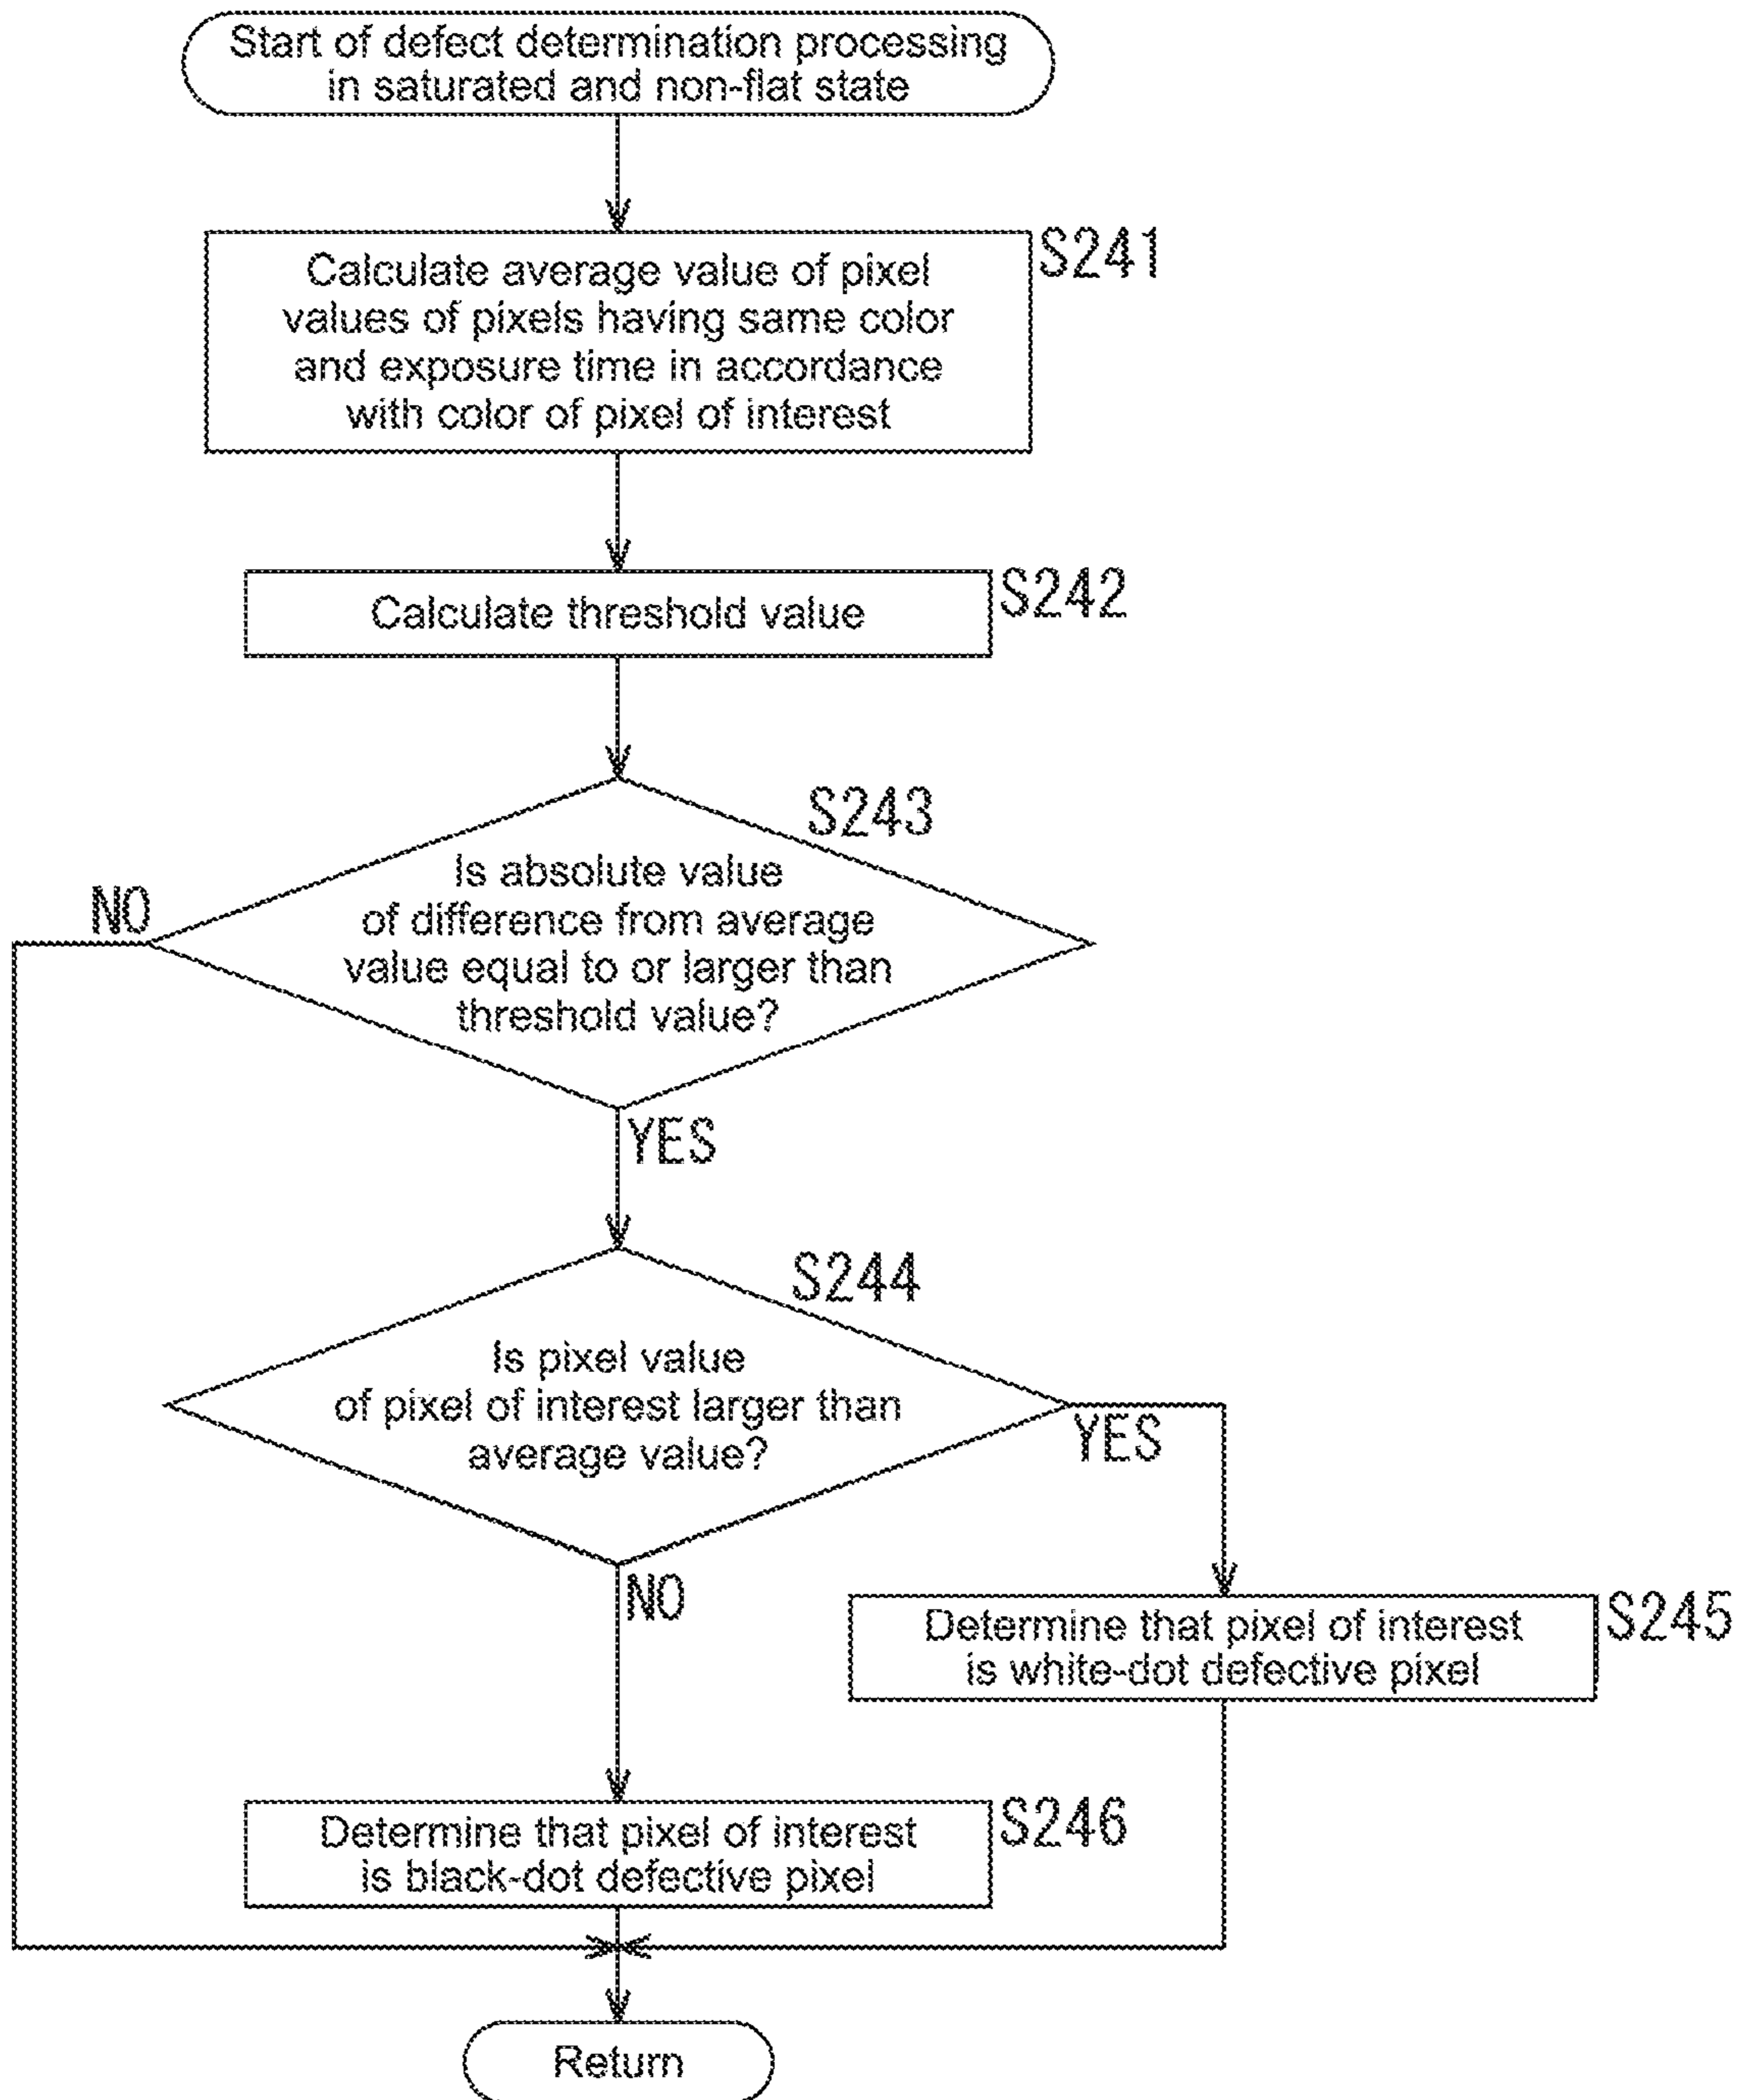 Start of defect determination processing
in saturated and non-flat state
S241
Calculate average value of pixel
values of pixels having same color
and exposure time in accordance
with color of pixel of interest
S242
Calculate threshold value
S243
Is absolute value
of difference from average
value equal to or larger than
threshold value?
NO
YES
S244
Is pixel value
of pixel of interest larger than
average value?
YES
NO
S245
Determine that pixel of interest
is white-dot defective pixel
S246
Determine that pixel of interest
is black-dot defective pixel
Return